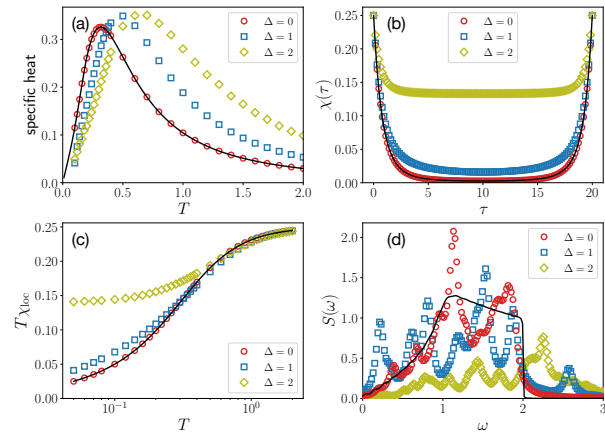 (a)
Δ = 0
Δ = 1
Δ = 2
specific heat
0.3
0.2
0.1
0.0
0.0 0.5 1.0 1.5 2.0
T
(b)
Δ = 0
Δ = 1
Δ = 2
χ(τ)
0.25
0.20
0.15
0.10
0.05
0.00
0 5 10 15 20
τ
(c)
Δ = 0
Δ = 1
Δ = 2
Tχloc
0.25
0.20
0.15
0.10
0.05
0.00
10⁻¹ 10⁰
T
(d)
Δ = 0
Δ = 1
Δ = 2
S(ω)
2.0
1.5
1.0
0.5
0.0
0 1 2 3
ω